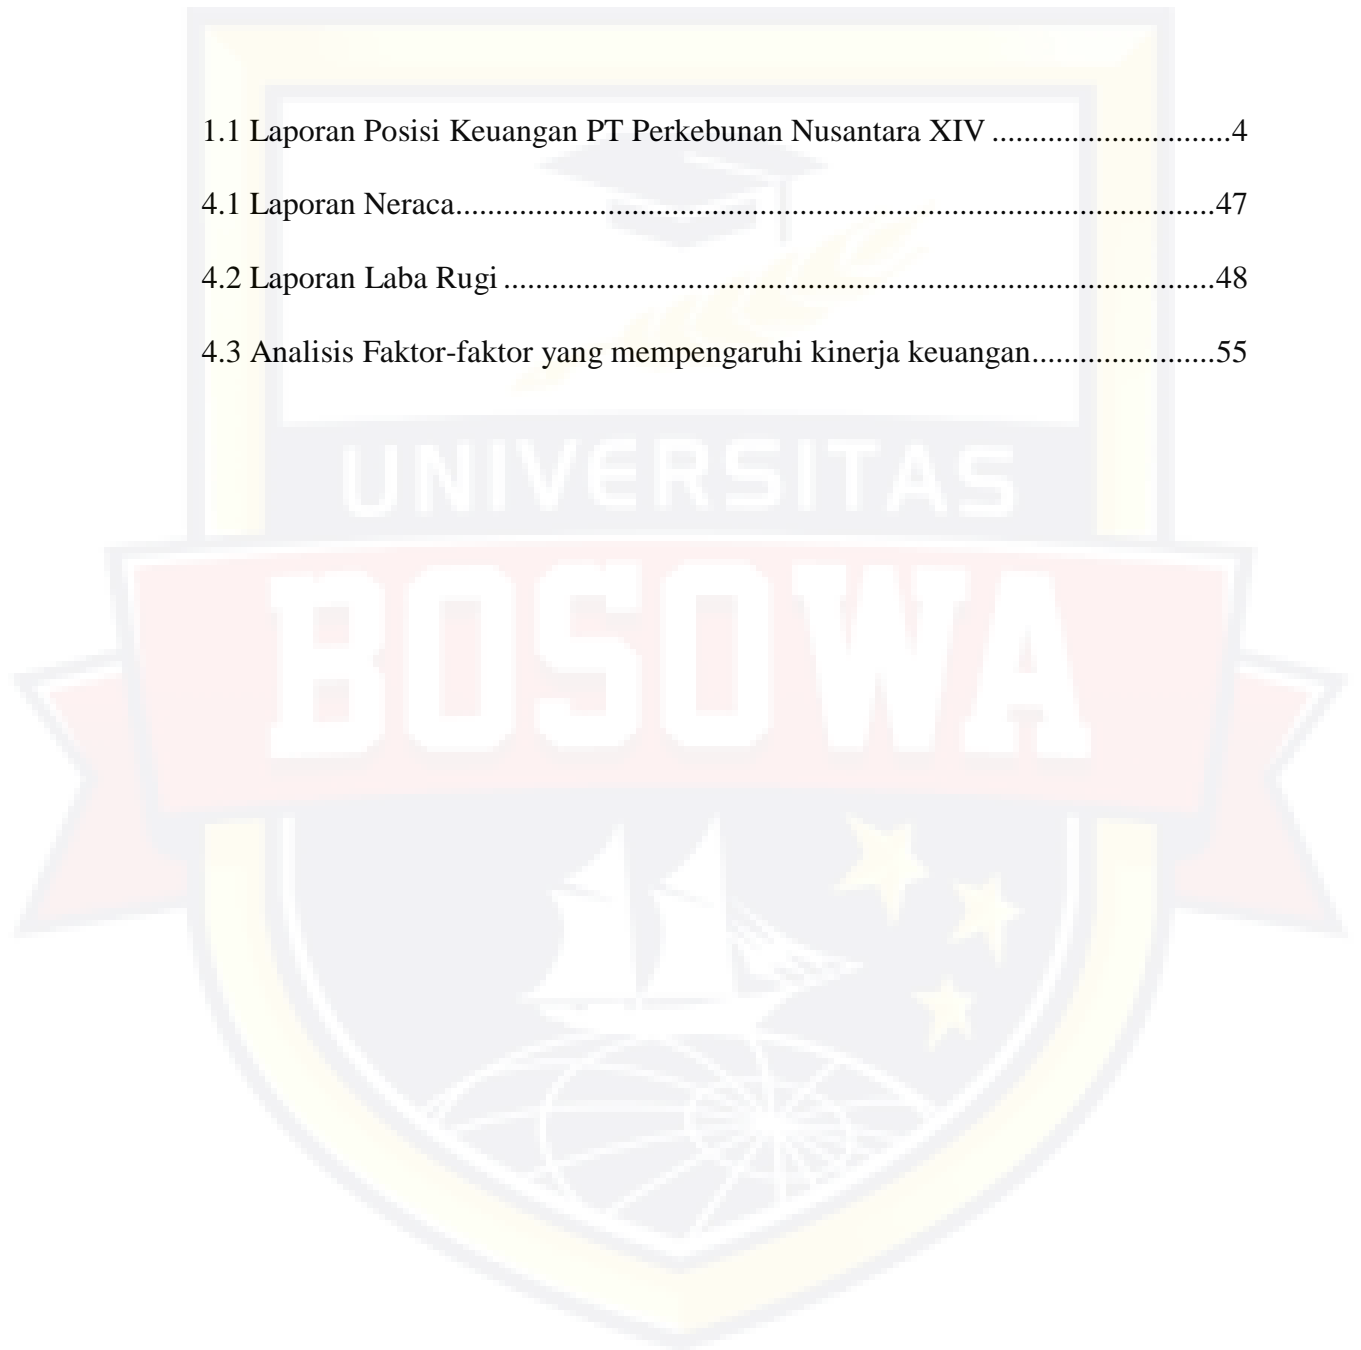 1.1 Laporan Posisi Keuangan PT Perkebunan Nusantara XIV ..............................4
4.1 Laporan Neraca................................................................................................47
4.2 Laporan Laba Rugi ..........................................................................................48
4.3 Analisis Faktor-faktor yang mempengaruhi kinerja keuangan.......................55
UNIVERSITAS
BOSOWA